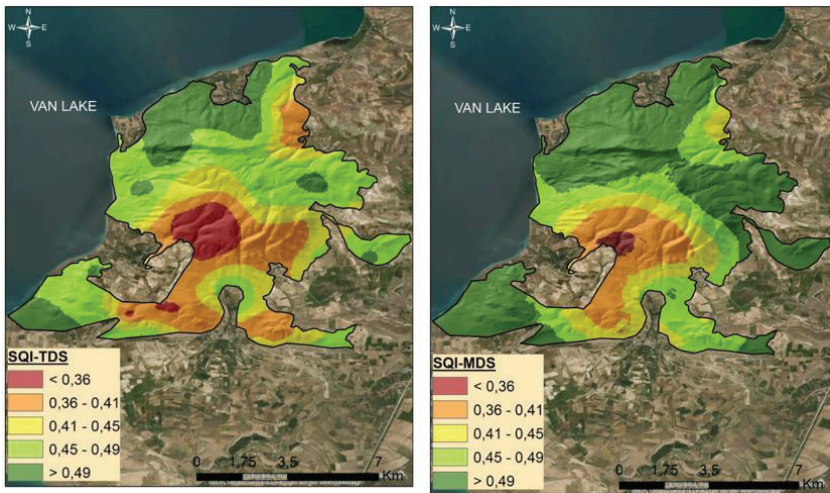 N
W E
S
VAN LAKE
SQI-TDS
< 0,36
0,36 - 0,41
0,41 - 0,45
0,45 - 0,49
> 0,49
0 1,75 3,5 7
Km
N
W E
S
VAN LAKE
SQI-MDS
< 0,36
0,36 - 0,41
0,41 - 0,45
0,45 - 0,49
> 0,49
0 1,75 3,5 7
Km